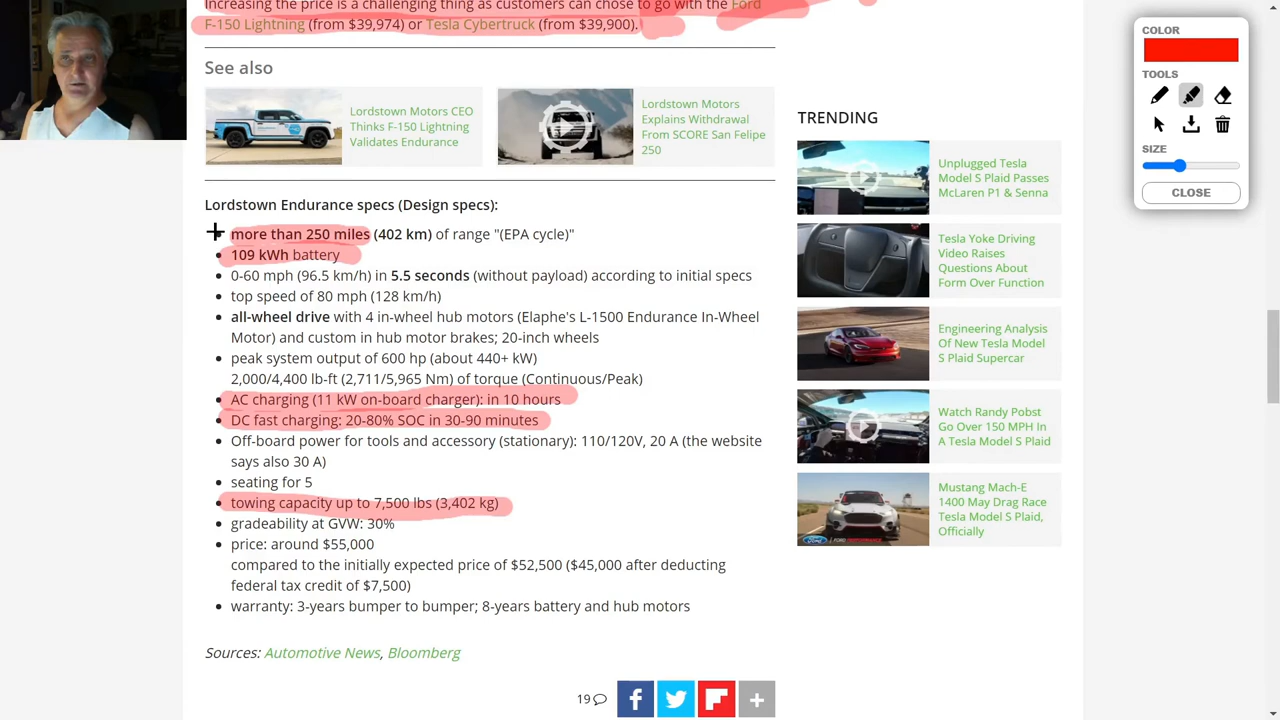 Increasing the price is a challenging thing as customers can chose to go with the Ford
F-150 Lightning (from $39,974) or Tesla Cybertruck (from $39,900).
See also
Lordstown Motors CEO
Thinks F-150 Lightning
Validates Endurance
Lordstown Motors
Explains Withdrawal
From SCORE San Felipe
250
Lordstown Endurance specs (Design specs):
more than 250 miles (402 km) of range "(EPA cycle)"
109 kWh battery
0-60 mph (96.5 km/h) in 5.5 seconds (without payload) according to initial specs
top speed of 80 mph (128 km/h)
all-wheel drive with 4 in-wheel hub motors (Elaphe's L-1500 Endurance In-Wheel
Motor) and custom in hub motor brakes; 20-inch wheels
peak system output of 600 hp (about 440+ kW)
2,000/4,400 lb-ft (2,711/5,965 Nm) of torque (Continuous/Peak)
AC charging (11 kW on-board charger): in 10 hours
DC fast charging: 20-80% SOC in 30-90 minutes
Off-board power for tools and accessory (stationary): 110/120V, 20 A (the website
says also 30 A)
seating for 5
towing capacity up to 7,500 lbs (3,402 kg)
gradeability at GVW: 30%
price: around $55,000
compared to the initially expected price of $52,500 ($45,000 after deducting
federal tax credit of $7,500)
warranty: 3-years bumper to bumper; 8-years battery and hub motors
Sources: Automotive News, Bloomberg
19
TRENDING
Unplugged Tesla
Model S Plaid Passes
McLaren P1 & Senna
Tesla Yoke Driving
Video Raises
Questions About
Form Over Function
Engineering Analysis
Of New Tesla Model
S Plaid Supercar
Watch Randy Pobst
Go Over 150 MPH In
A Tesla Model S Plaid
Mustang Mach-E
1400 May Drag Race
Tesla Model S Plaid,
Officially
COLOR
TOOLS
SIZE
CLOSE